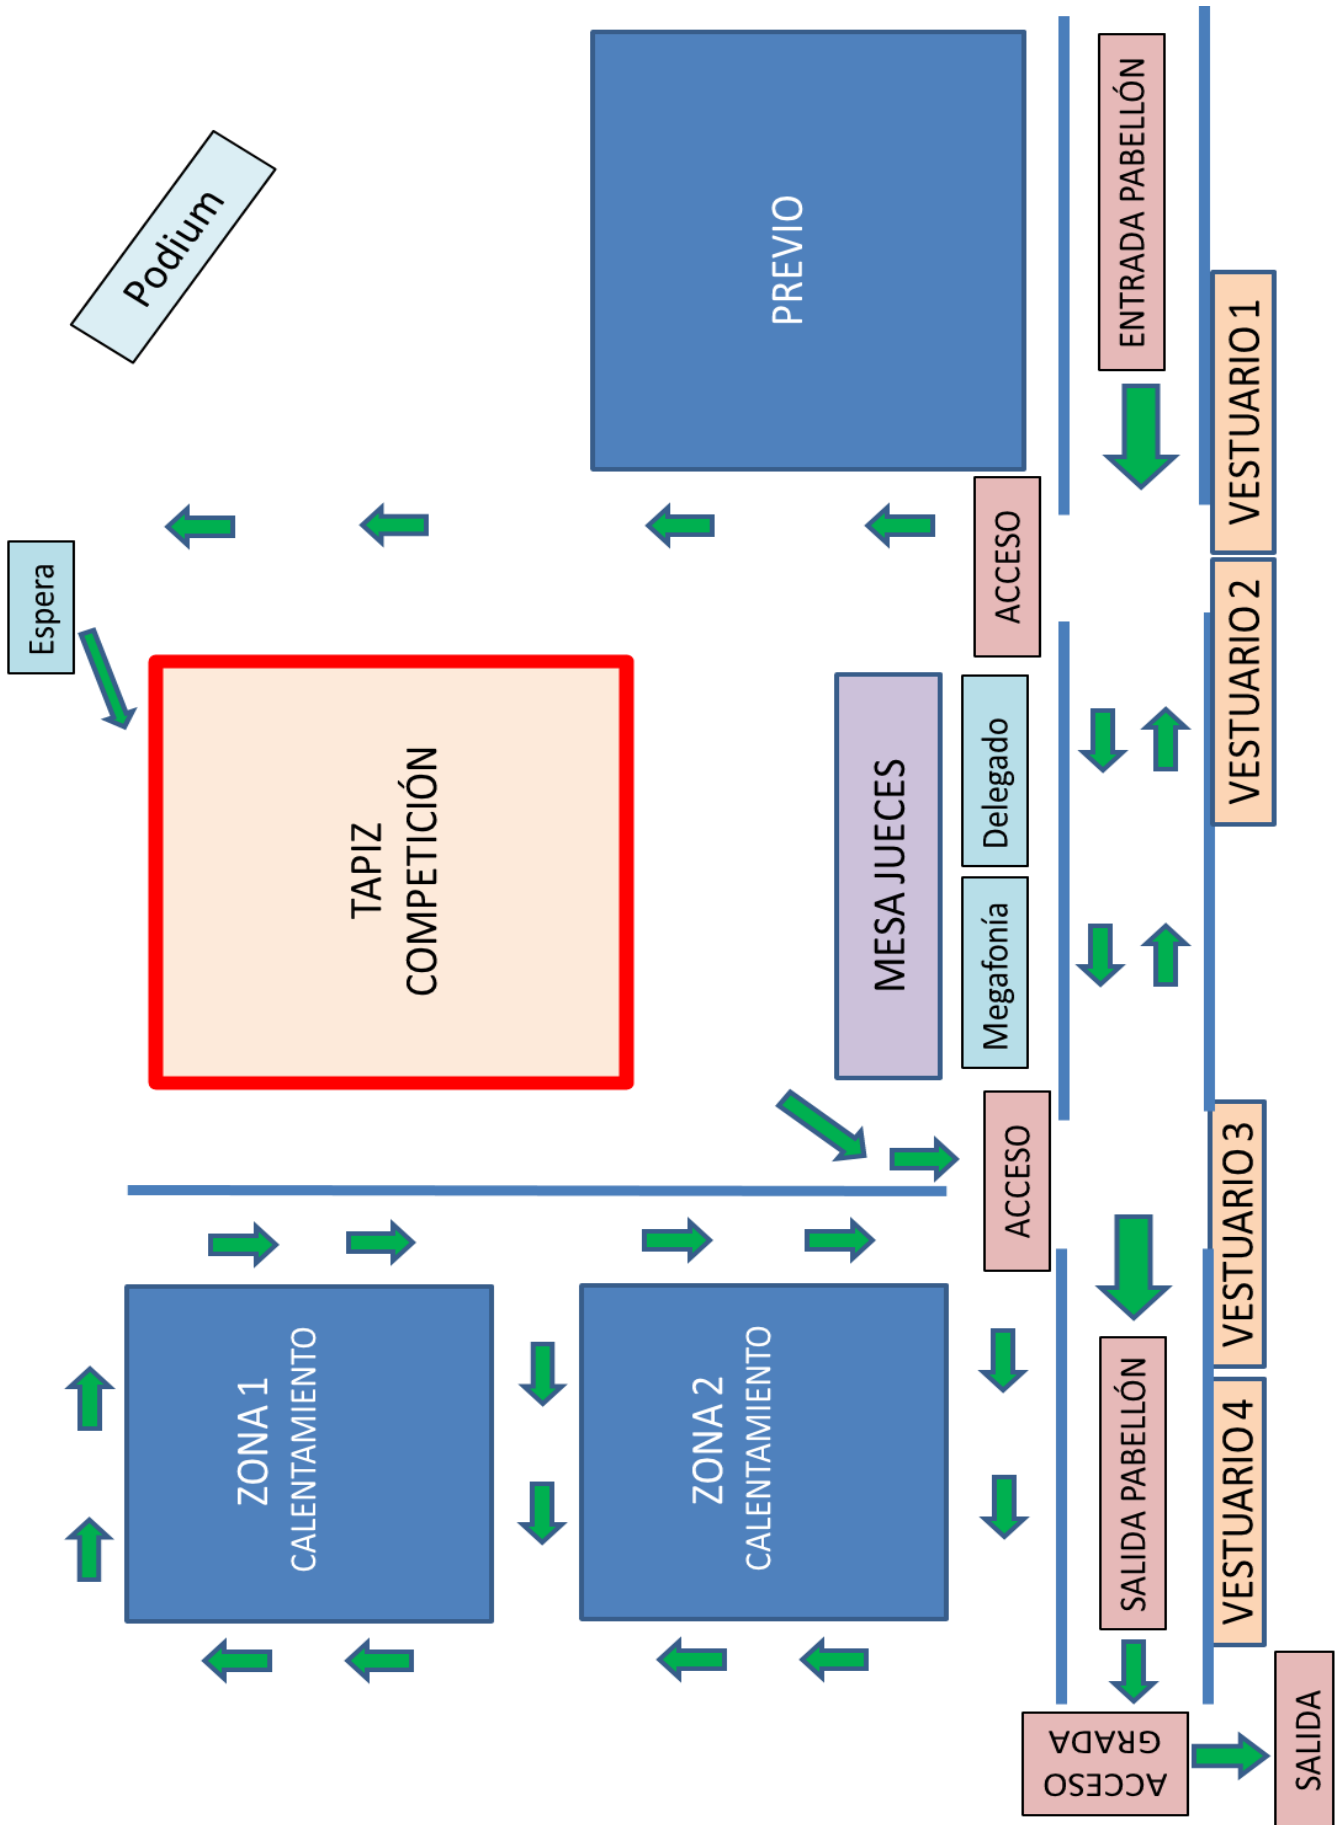 Podium
PREVIO
ENTRADA PABELLÓN
VESTUARIO 1
Espera
ACCESO
VESTUARIO 2
TAPIZ
COMPETICIÓN
MESA JUECES
Delegado
Megafonía
ACCESO
VESTUARIO 3
ZONA 1
CALENTAMIENTO
ZONA 2
CALENTAMIENTO
SALIDA PABELLÓN
VESTUARIO 4
ACCESO
GRADA
SALIDA